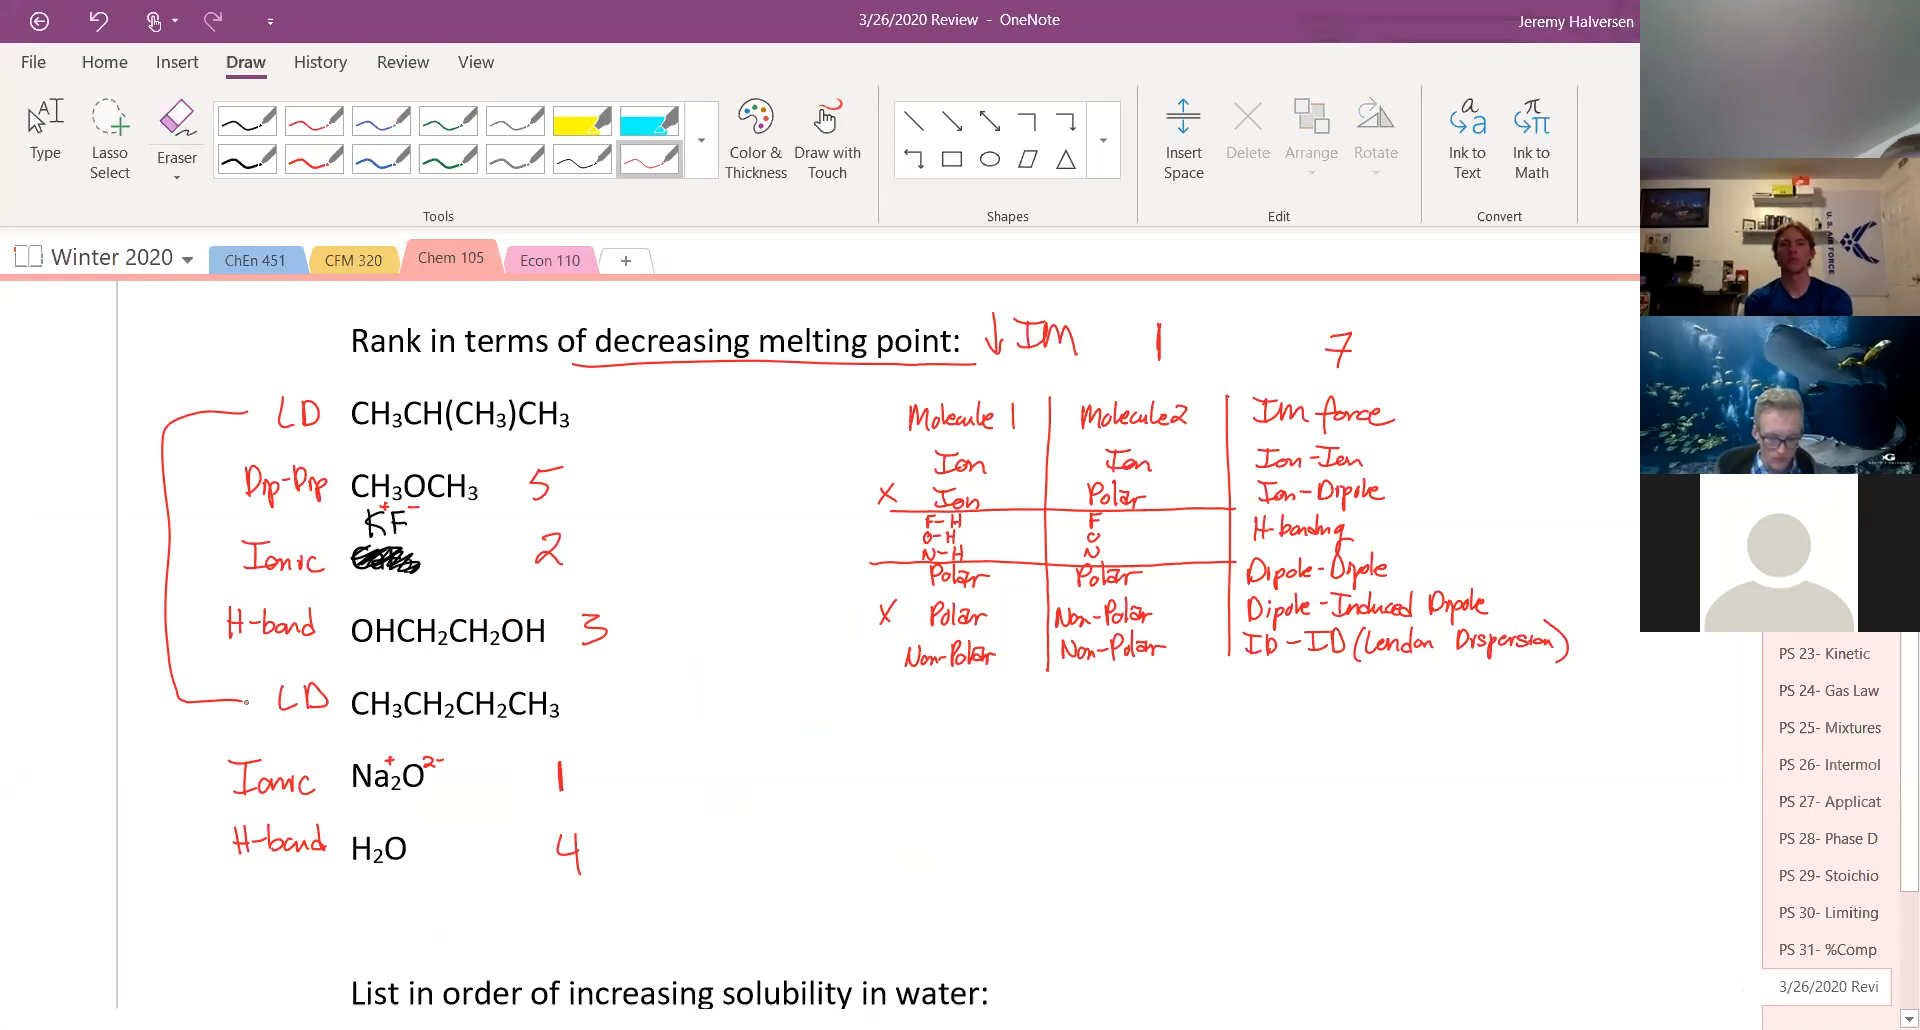 3/26/2020 Review - OneNote
Jeremy Halversen
File Home Insert Draw History Review View
Type
Lasso Select
Eraser
Color & Thickness
Draw with Touch
Insert Space
Delete
Arrange
Rotate
Ink to Text
Ink to Math
Tools
Shapes
Edit
Convert
Winter 2020
ChEn 451
CFM 320
Chem 105
Econ 110
Rank in terms of decreasing melting point: ↓ IM 1 7
LD CH₃CH(CH₃)CH₃
Dip-Dip CH₃OCH₃ 5
K⁺F⁻
Ionic 2
H-bond OHCH₂CH₂OH 3
LD CH₃CH₂CH₂CH₃
Ionic Na⁺₂O²⁻ 1
H-bond H₂O 4
Molecule 1 Molecule 2 IM force
Ion Ion Ion-Ion
X Ion Polar Ion-Dipole
F-H F
O-H O H-bonding
N-H N
Polar Polar Dipole-Dipole
X Polar Non-Polar Dipole-Induced Dipole
Non-Polar Non-Polar ID-ID (London Dispersion)
List in order of increasing solubility in water:
U.S. AIR FORCE
PS 23- Kinetic
PS 24- Gas Law
PS 25- Mixtures
PS 26- Intermol
PS 27- Applicat
PS 28- Phase D
PS 29- Stoichio
PS 30- Limiting
PS 31- %Comp
3/26/2020 Revi